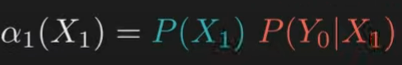 α₁(X₁) = P(X₁) P(Y₀|X₁)